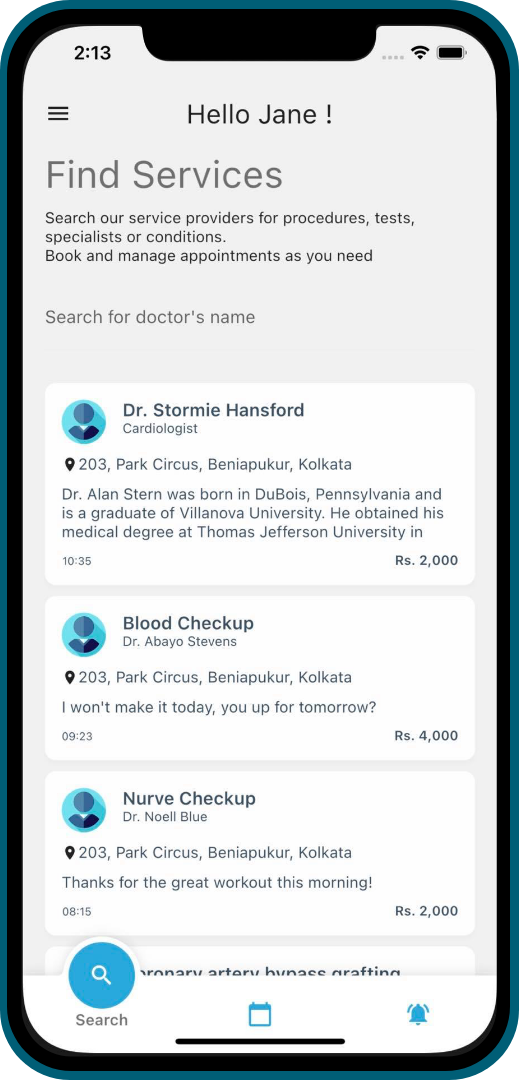 2:13
Hello Jane !
Find Services
Search our service providers for procedures, tests,
specialists or conditions.
Book and manage appointments as you need
Search for doctor's name
Dr. Stormie Hansford
Cardiologist
203, Park Circus, Beniapukur, Kolkata
Dr. Alan Stern was born in DuBois, Pennsylvania and
is a graduate of Villanova University. He obtained his
medical degree at Thomas Jefferson University in
10:35
Rs. 2,000
Blood Checkup
Dr. Abayo Stevens
203, Park Circus, Beniapukur, Kolkata
I won't make it today, you up for tomorrow?
09:23
Rs. 4,000
Nurve Checkup
Dr. Noell Blue
203, Park Circus, Beniapukur, Kolkata
Thanks for the great workout this morning!
08:15
Rs. 2,000
artery bypass grafting
Search